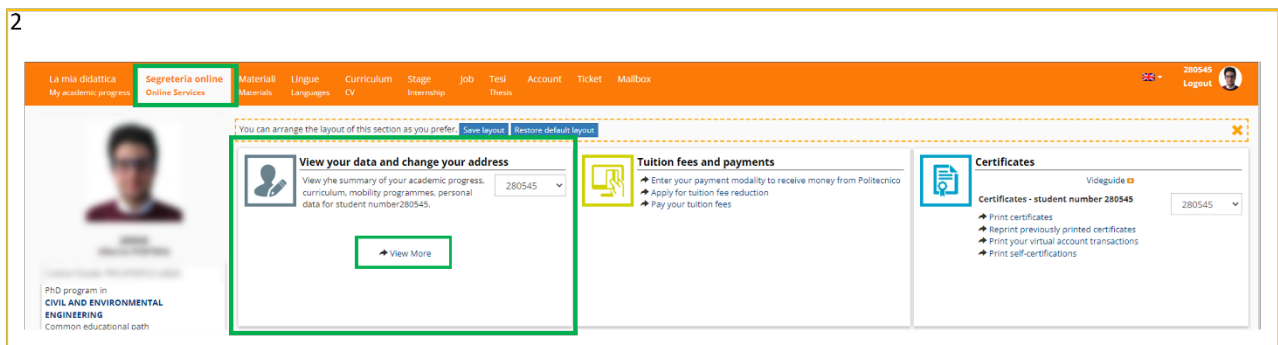 2
La mia didattica
My academic progress
Segreteria online
Online Services
Materiali
Materials
Lingue
Languages
Curriculum
CV
Stage
Internship
Job
Tesi
Thesis
Account
Ticket
Mailbox
280545
Logout
You can arrange the layout of this section as you prefer. Save layout Restore default layout
View your data and change your address
View yhe summary of your academic progress,
curriculum, mobility programmes, personal
data for student number280545.
280545
View More
Tuition fees and payments
Enter your payment modality to receive money from Politecnico
Apply for tuition fee reduction
Pay your tuition fees
Certificates
Videguide
Certificates - student number 280545
280545
Print certificates
Reprint previously printed certificates
Print your virtual account transactions
Print self-certifications
PhD program in
CIVIL AND ENVIRONMENTAL
ENGINEERING
Common educational path